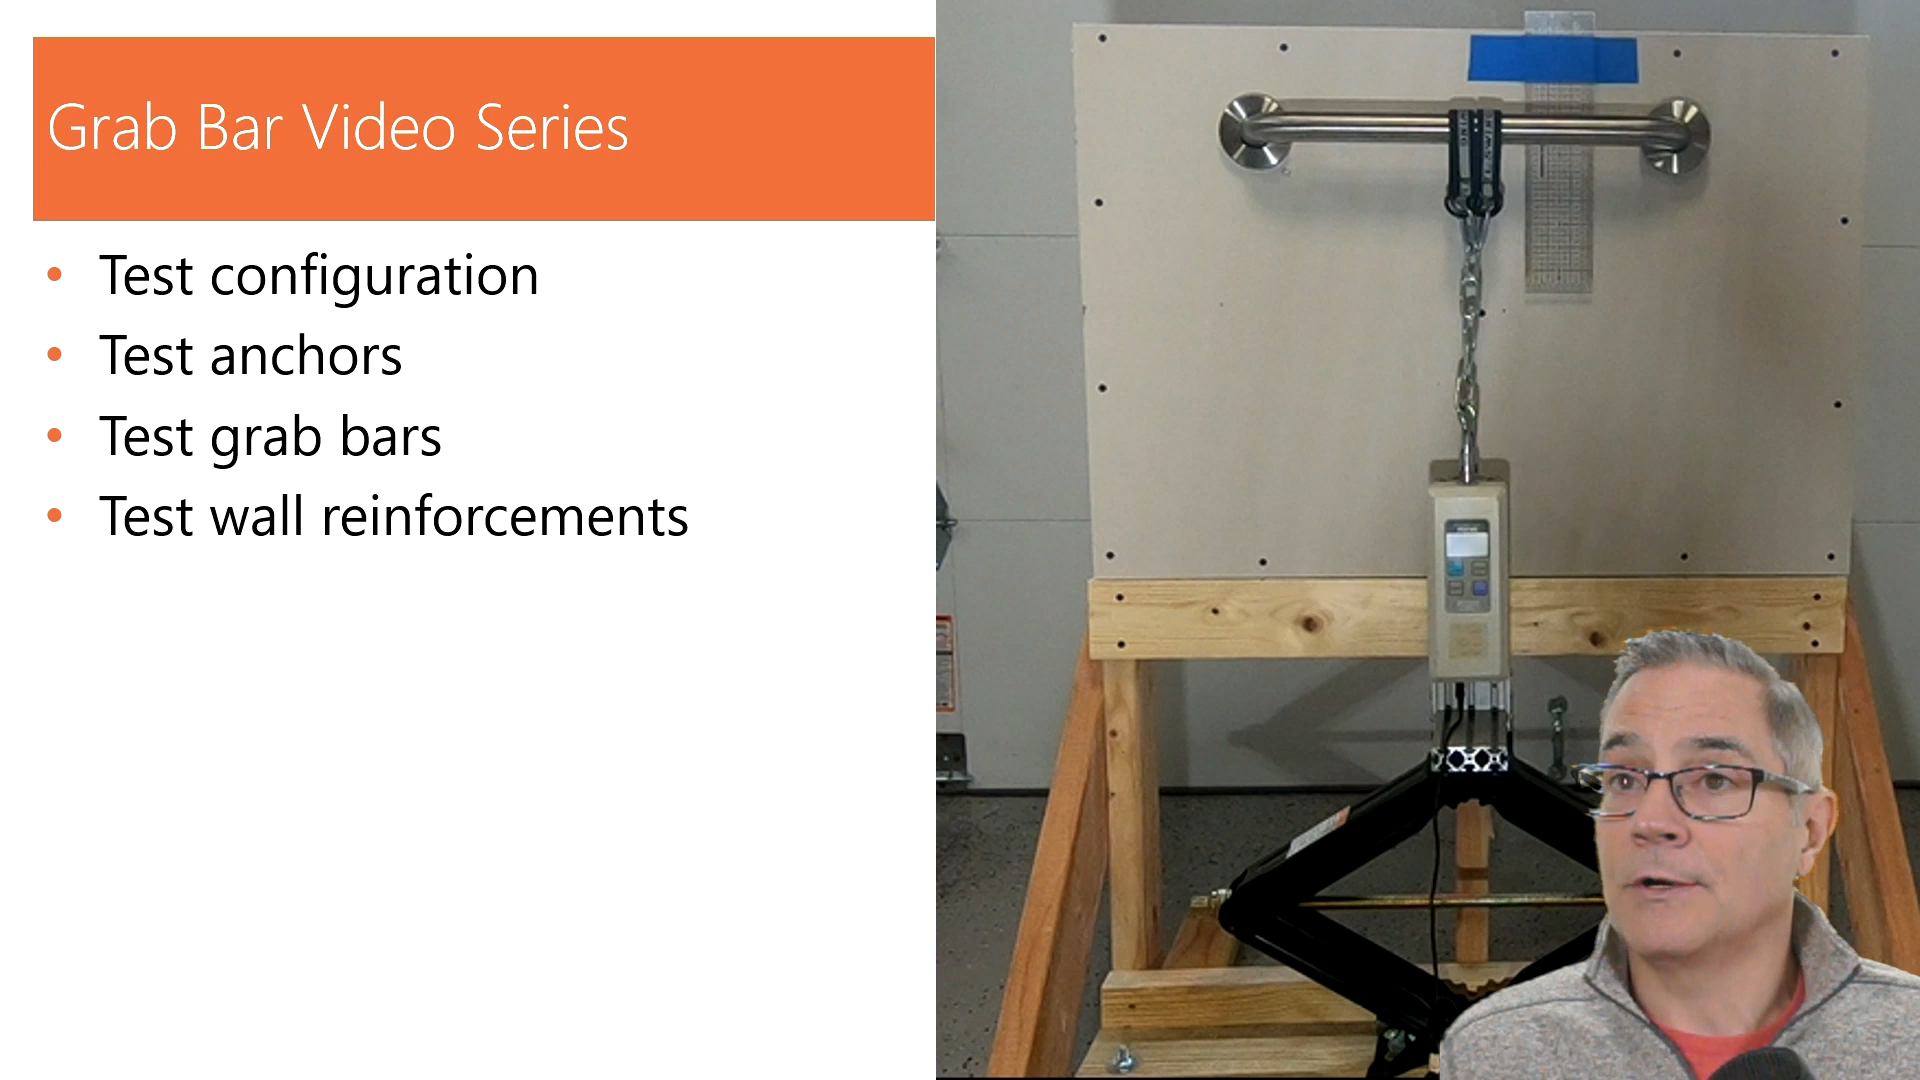 Grab Bar Video Series
• Test configuration
• Test anchors
• Test grab bars
• Test wall reinforcements